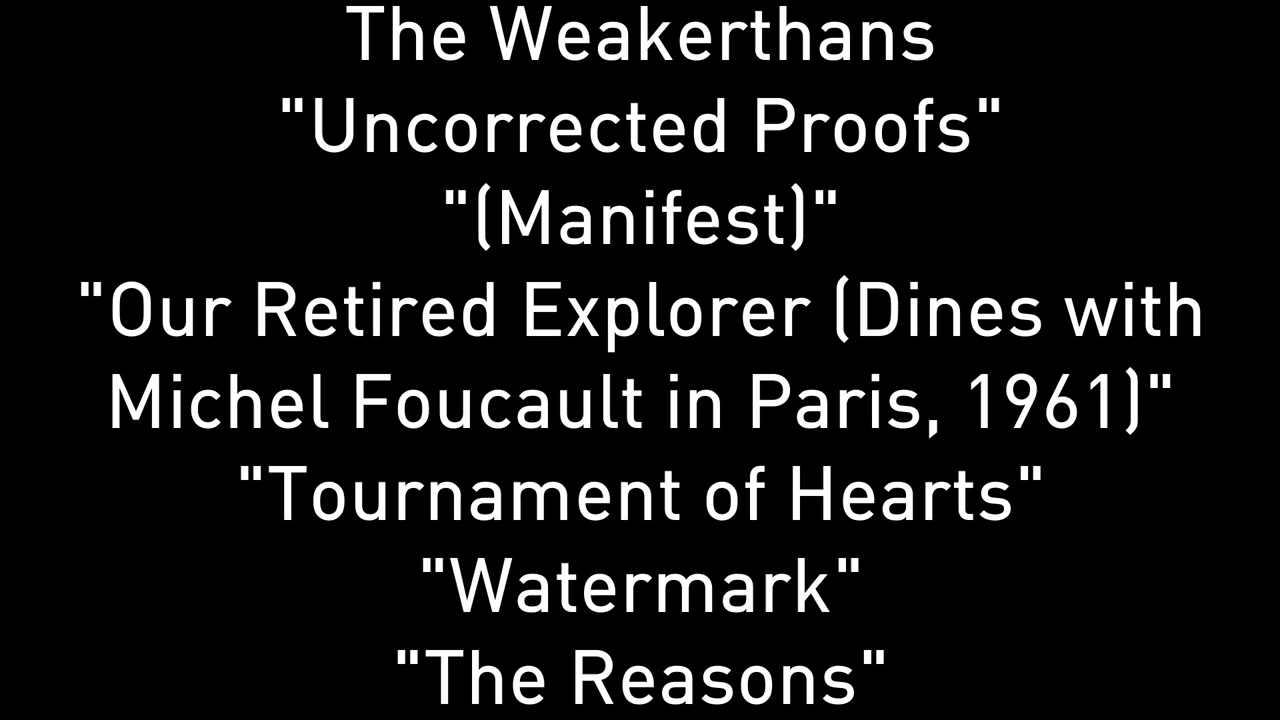 The Weakerthans
"Uncorrected Proofs"
"(Manifest)"
"Our Retired Explorer (Dines with
Michel Foucault in Paris, 1961)"
"Tournament of Hearts"
"Watermark"
"The Reasons"